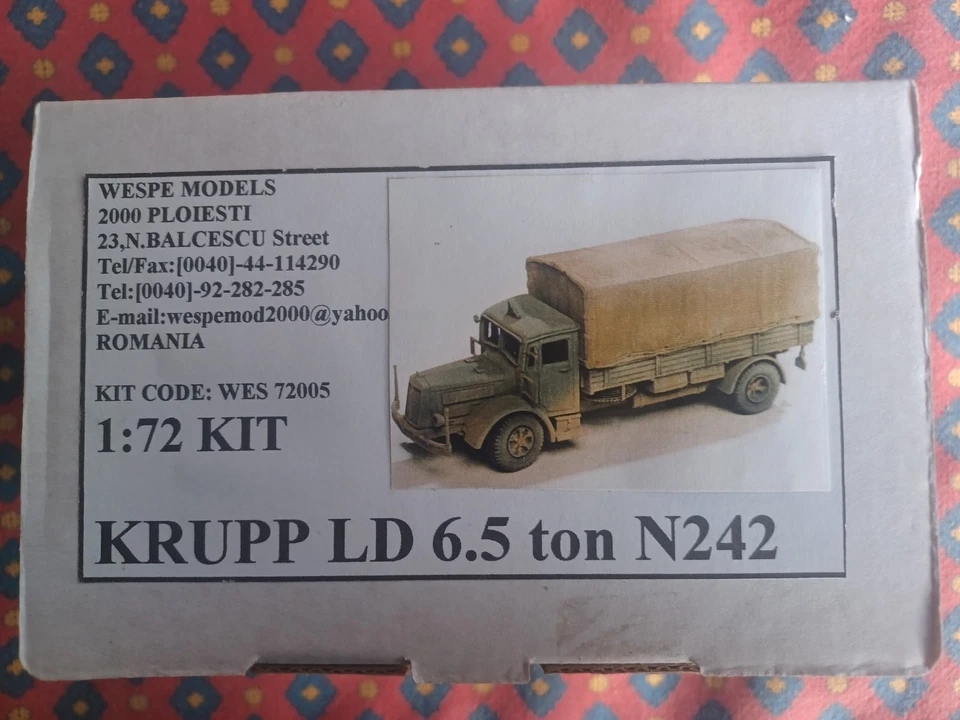 WESPE MODELS
2000 PLOIESTI
23,N.BALCESCU Street
Tel/Fax:[0040]-44-114290
Tel:[0040]-92-282-285
E-mail:wespemod2000@yahoo
ROMANIA
KIT CODE: WES 72005
1:72 KIT
KRUPP LD 6.5 ton N242